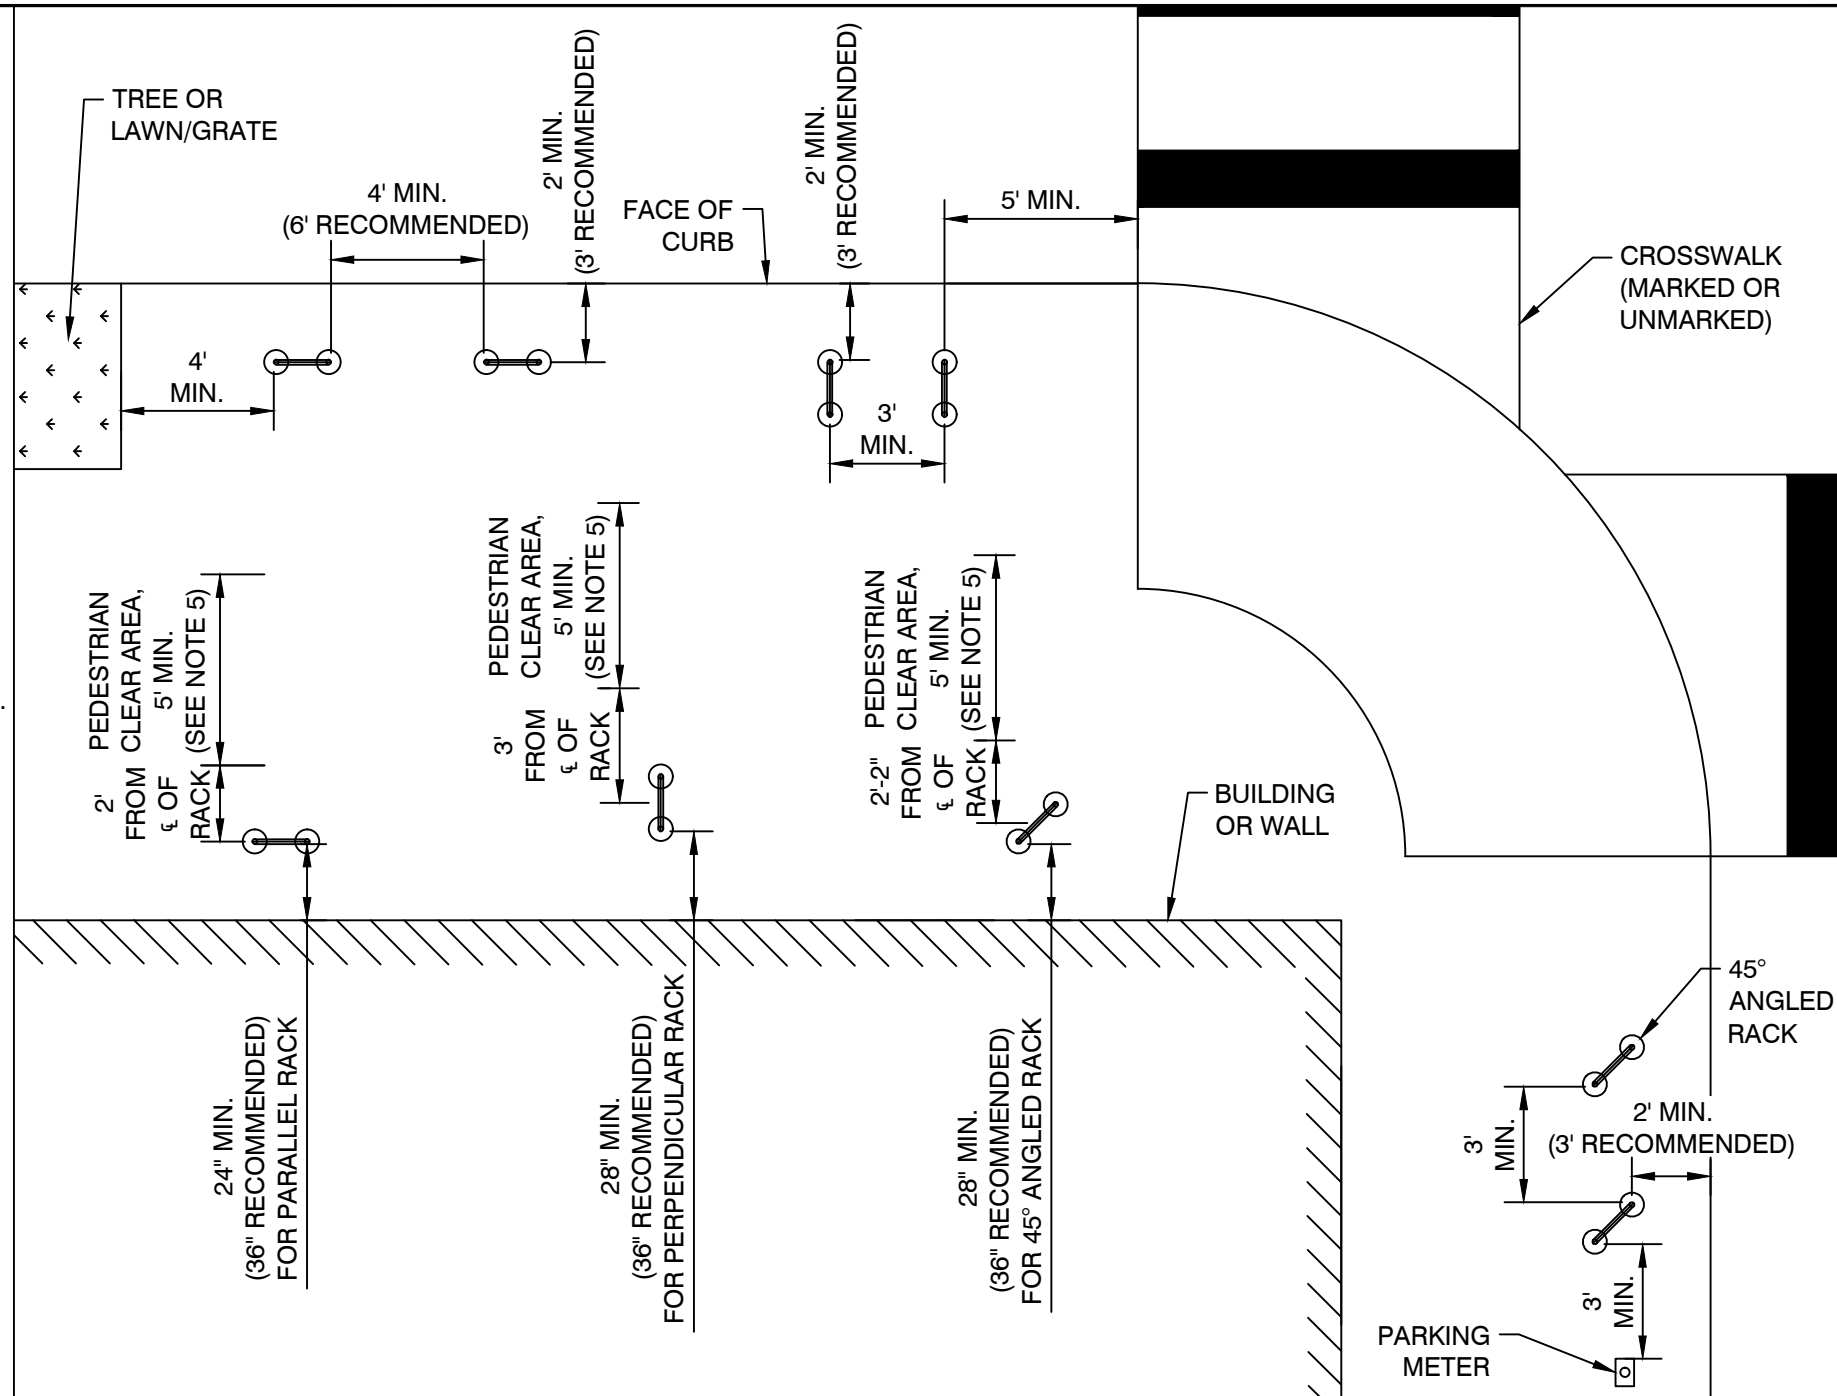 TREE OR
LAWN/GRATE
4' MIN.
(6' RECOMMENDED)
2' MIN.
(3' RECOMMENDED)
FACE OF
CURB
2' MIN.
(3' RECOMMENDED)
5' MIN.
CROSSWALK
(MARKED OR
UNMARKED)
4'
MIN.
3'
MIN.
PEDESTRIAN
CLEAR AREA,
5' MIN.
(SEE NOTE 5)
2'
FROM
℄ OF
RACK
PEDESTRIAN
CLEAR AREA,
5' MIN.
(SEE NOTE 5)
3'
FROM
℄ OF
RACK
PEDESTRIAN
CLEAR AREA,
5' MIN.
(SEE NOTE 5)
2'-2"
FROM
℄ OF
RACK
BUILDING
OR WALL
24" MIN.
(36" RECOMMENDED)
FOR PARALLEL RACK
28" MIN.
(36" RECOMMENDED)
FOR PERPENDICULAR RACK
28" MIN.
(36" RECOMMENDED)
FOR 45° ANGLED RACK
45°
ANGLED
RACK
3'
MIN.
2' MIN.
(3' RECOMMENDED)
3'
MIN.
PARKING
METER